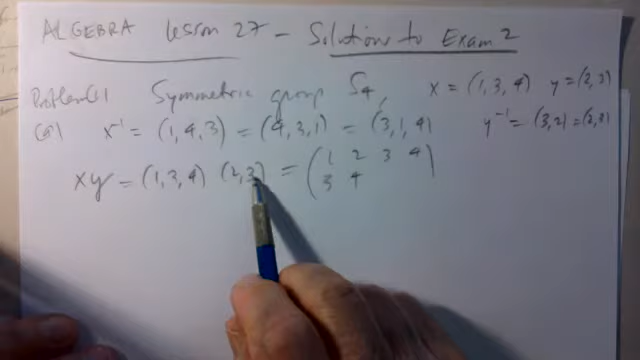 ALGEBRA Lesson 27 - Solutions to Exam 2
Problem 1 Symmetric group S₄, x = (1,3,4) y = (2,3)
(a) x⁻¹ = (1,4,3) = (4,3,1) = (3,1,4) y⁻¹ = (3,2) = (2,3)
xy = (1,3,4) (2,3) = (1 2 3 4
3 4 )